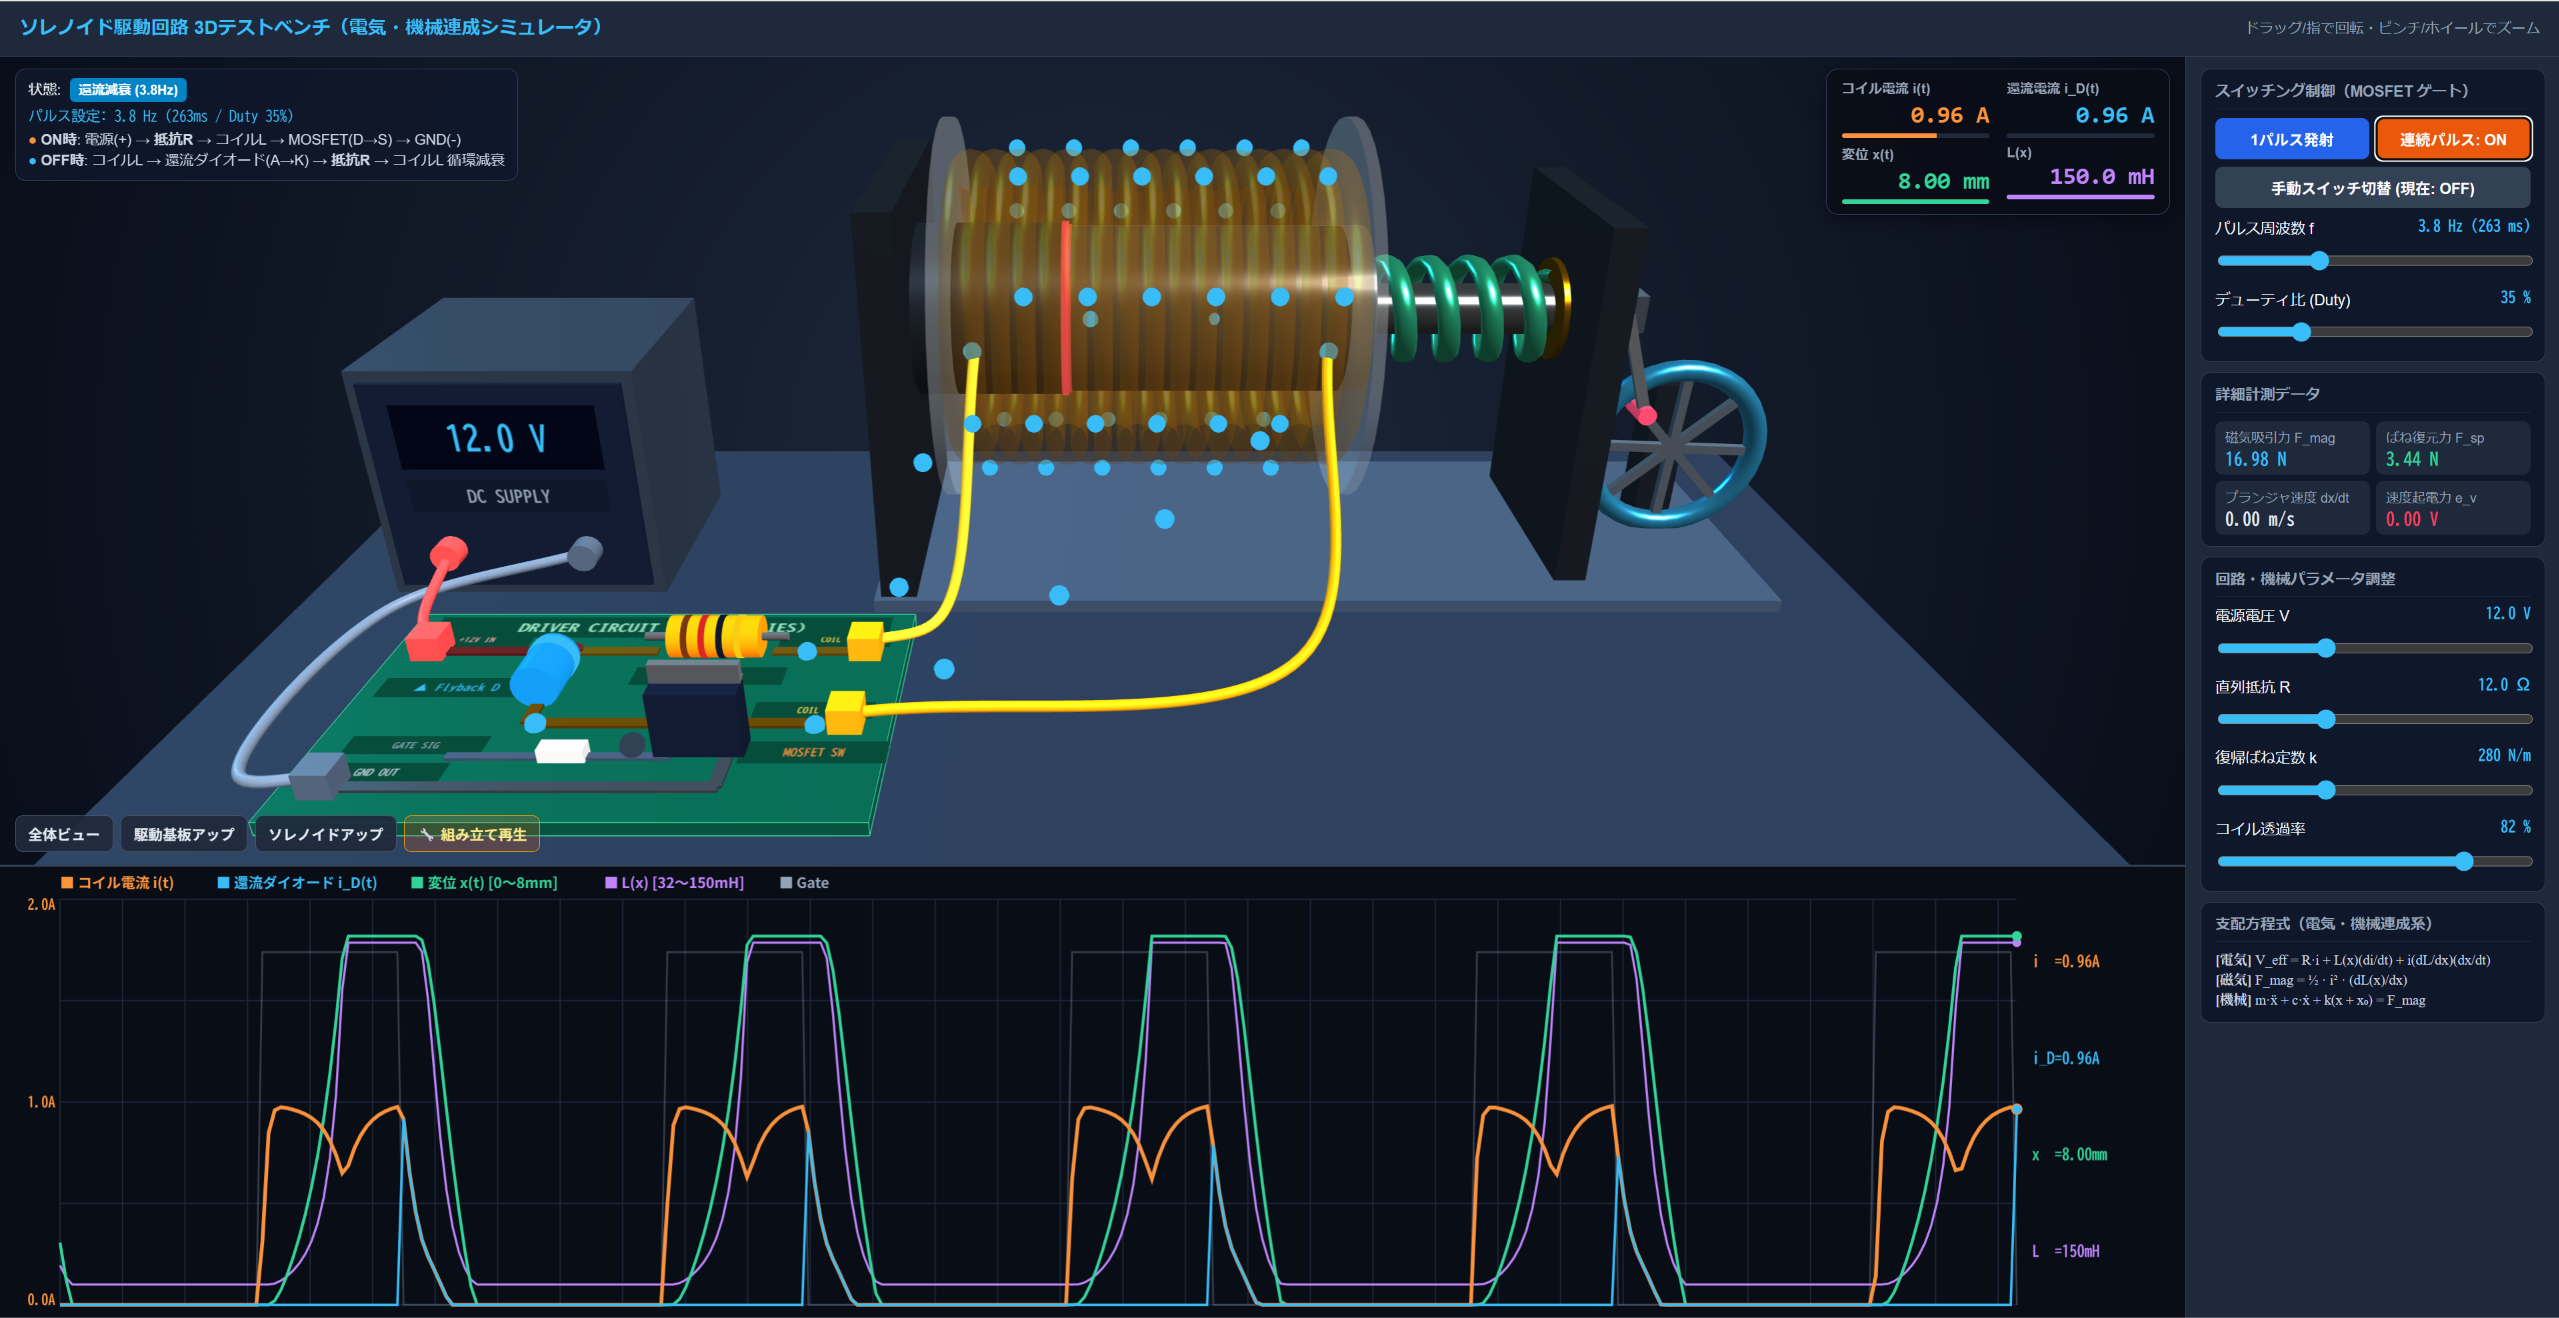 ソレノイド駆動回路 3Dテストベンチ（電気・機械連成シミュレータ）
ドラッグ/指で回転・ピンチ/ホイールでズーム
状態: 還流減衰 (3.8Hz)
パルス設定: 3.8 Hz (263ms / Duty 35%)
● ON時: 電源(+) → 抵抗R → コイルL → MOSFET(D→S) → GND(-)
● OFF時: コイルL → 還流ダイオード(A→K) → 抵抗R → コイルL 循環減衰
コイル電流 i(t) 還流電流 i_D(t)
0.96 A 0.96 A
変位 x(t) L(x)
8.00 mm 150.0 mH
12.0 V
DC SUPPLY
DRIVER CIRCUIT IES)
+12V IN
COIL
Flyback D
COIL
GATE SIG
MOSFET SW
GND OUT
全体ビュー 駆動基板アップ ソレノイドアップ 🔧 組み立て再生
■ コイル電流 i(t) ■ 還流ダイオード i_D(t) ■ 変位 x(t) [0〜8mm] ■ L(x) [32〜150mH] ■ Gate
2.0A
1.0A
0.0A
i =0.96A
i_D=0.96A
x =8.00mm
L =150mH
スイッチング制御（MOSFET ゲート）
1パルス発射 連続パルス: ON
手動スイッチ切替 (現在: OFF)
パルス周波数 f 3.8 Hz (263 ms)
デューティ比 (Duty) 35 %
詳細計測データ
磁気吸引力 F_mag ばね復元力 F_sp
16.98 N 3.44 N
プランジャ速度 dx/dt 速度起電力 e_v
0.00 m/s 0.00 V
回路・機械パラメータ調整
電源電圧 V 12.0 V
直列抵抗 R 12.0 Ω
復帰ばね定数 k 280 N/m
コイル透過率 82 %
支配方程式（電気・機械連成系）
[電気] V_eff = R·i + L(x)(di/dt) + i(dL/dx)(dx/dt)
[磁気] F_mag = ½ · i² · (dL(x)/dx)
[機械] m·ẍ + c·ẋ + k(x + x₀) = F_mag